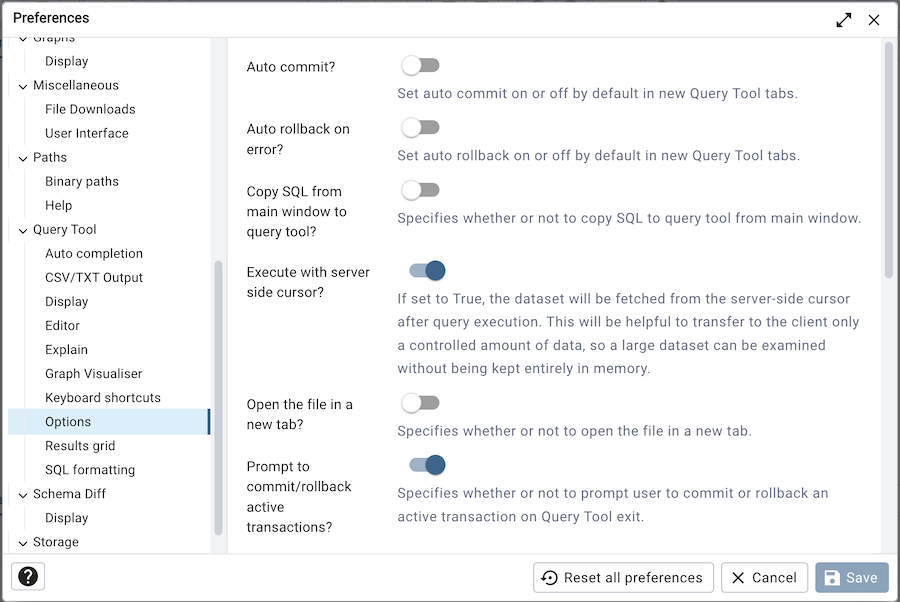 Preferences
Graphs
Display
Miscellaneous
File Downloads
User Interface
Paths
Binary paths
Help
Query Tool
Auto completion
CSV/TXT Output
Display
Editor
Explain
Graph Visualiser
Keyboard shortcuts
Options
Results grid
SQL formatting
Schema Diff
Display
Storage
Auto commit?
Set auto commit on or off by default in new Query Tool tabs.
Auto rollback on
error?
Set auto rollback on or off by default in new Query Tool tabs.
Copy SQL from
main window to
query tool?
Specifies whether or not to copy SQL to query tool from main window.
Execute with server
side cursor?
If set to True, the dataset will be fetched from the server-side cursor
after query execution. This will be helpful to transfer to the client only
a controlled amount of data, so a large dataset can be examined
without being kept entirely in memory.
Open the file in a
new tab?
Specifies whether or not to open the file in a new tab.
Prompt to
commit/rollback
active
transactions?
Specifies whether or not to prompt user to commit or rollback an
active transaction on Query Tool exit.
?
Reset all preferences
Cancel
Save